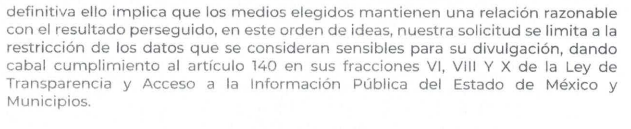 definitiva ello implica que los medios elegidos mantienen una relación razonable
con el resultado perseguido, en este orden de ideas, nuestra solicitud se limita a la
restricción de los datos que se consideran sensibles para su divulgación, dando
cabal cumplimiento al artículo 140 en sus fracciones VI, VIII Y X de la Ley de
Transparencia y Acceso a la Información Pública del Estado de México y
Municipios.